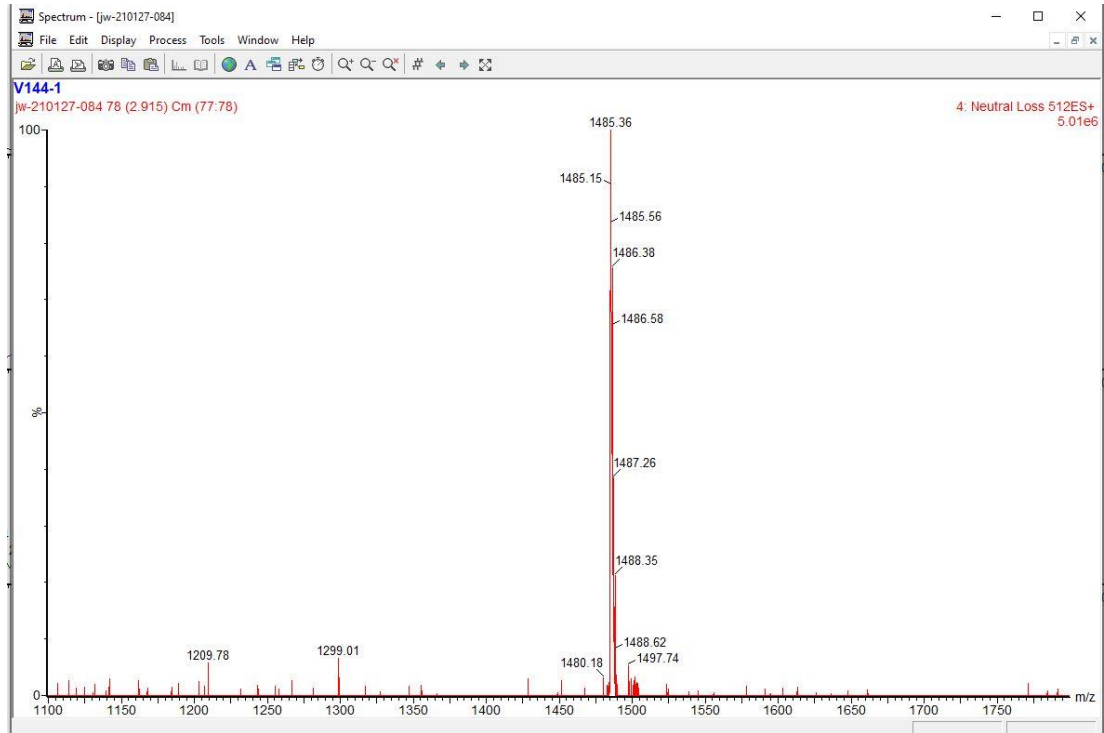 Spectrum - [jw-210127-084]
File Edit Display Process Tools Window Help
V144-1
jw-210127-084 78 (2.915) Cm (77:78)
4: Neutral Loss 512ES+
5.01e6
100
%
0
1485.36
1485.15
1485.56
1486.38
1486.58
1487.26
1488.35
1488.62
1497.74
1480.18
1299.01
1209.78
m/z
1100 1150 1200 1250 1300 1350 1400 1450 1500 1550 1600 1650 1700 1750